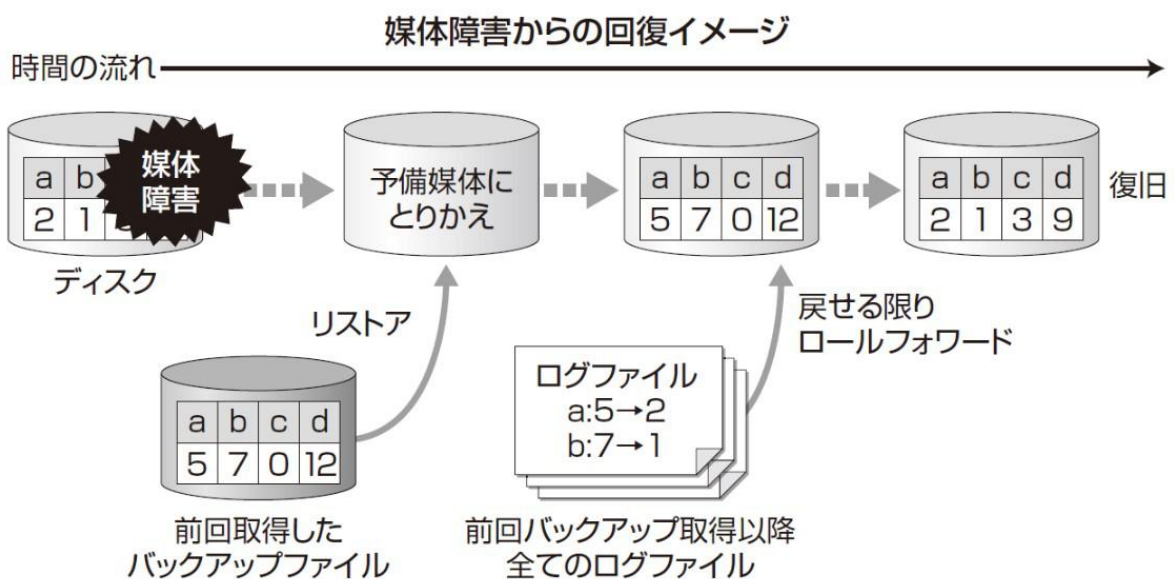 媒体障害からの回復イメージ
時間の流れ
a b
2 1
媒体
障害
ディスク
予備媒体に
とりかえ
a b c d
5 7 0 12
a b c d
2 1 3 9
復旧
リストア
戻せる限り
ロールフォワード
a b c d
5 7 0 12
前回取得した
バックアップファイル
ログファイル
a:5→2
b:7→1
前回バックアップ取得以降
全てのログファイル